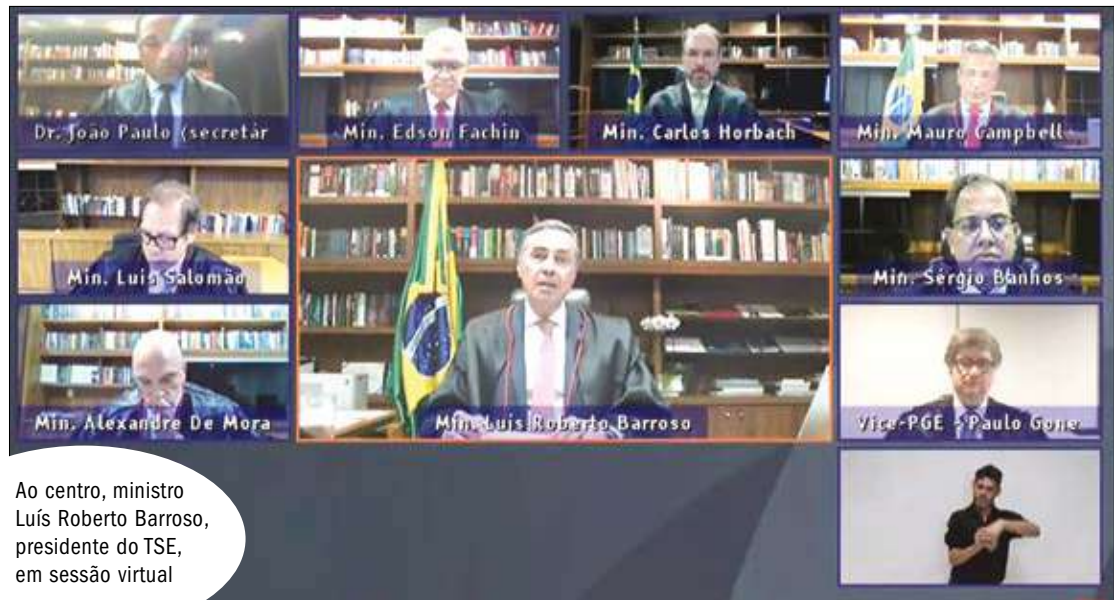 Dr. João Paulo (secretár
Min. Edson Fachin
Min. Carlos Horbach
Min. Mauro Campbell
Min. Luis Salomão
Min. Sérgio Banhos
Min. Alexandre De Mora
Min. Luís Roberto Barroso
Vice-PGE - Paulo Gone
Ao centro, ministro
Luís Roberto Barroso,
presidente do TSE,
em sessão virtual